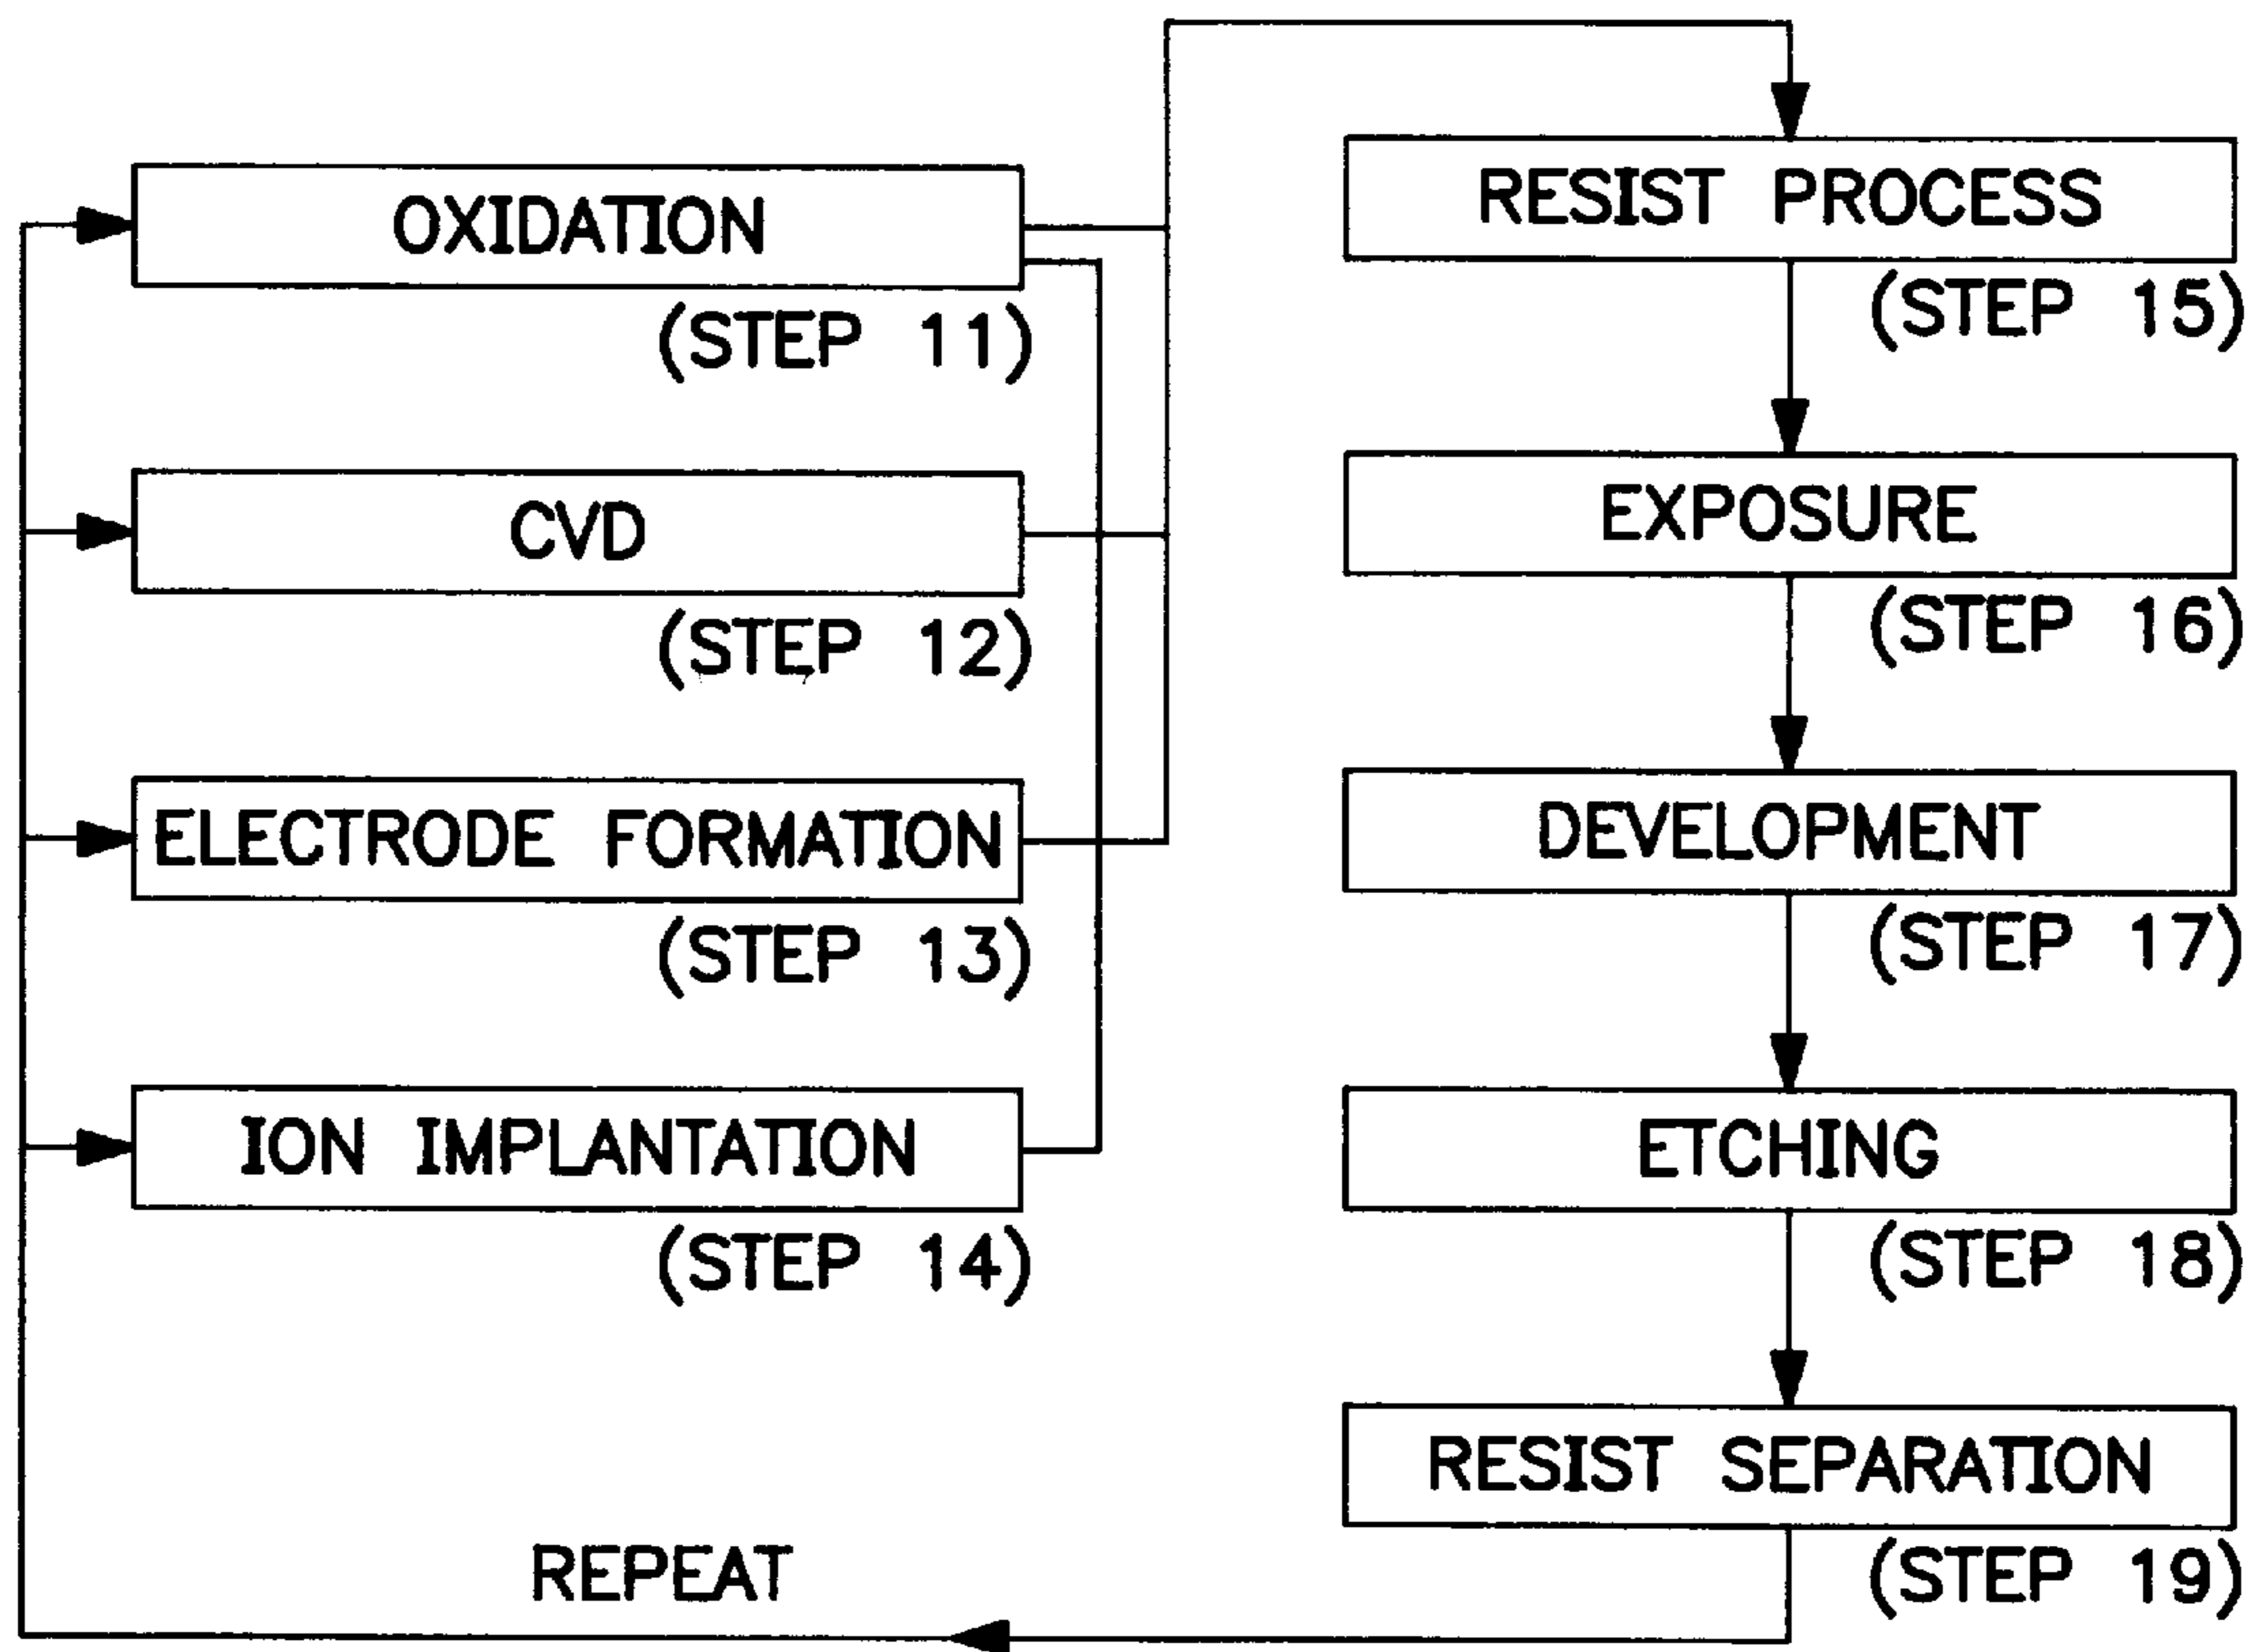 OXIDATION
(STEP 11)
CVD
(STEP 12)
ELECTRODE FORMATION
(STEP 13)
ION IMPLANTATION
(STEP 14)
RESIST PROCESS
(STEP 15)
EXPOSURE
(STEP 16)
DEVELOPMENT
(STEP 17)
ETCHING
(STEP 18)
RESIST SEPARATION
(STEP 19)
REPEAT